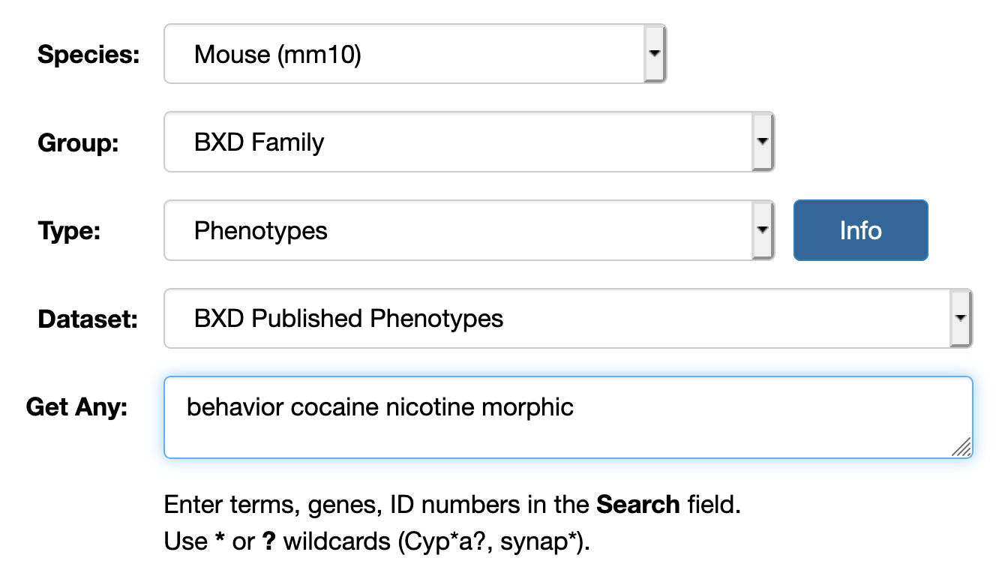 Species: Mouse (mm10)
Group: BXD Family
Type: Phenotypes Info
Dataset: BXD Published Phenotypes
Get Any: behavior cocaine nicotine morphic
Enter terms, genes, ID numbers in the Search field.
Use * or ? wildcards (Cyp*a?, synap*).